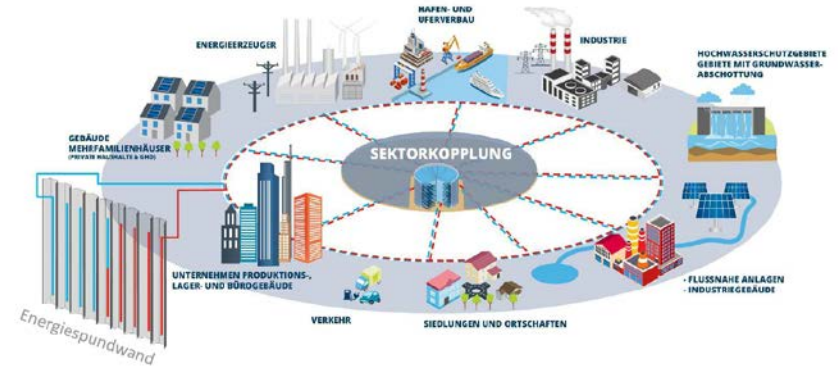 HAFEN- UND
UFERVERBAU
ENERGIEERZEUGER
INDUSTRIE
HOCHWASSERSCHUTZGEBIETE
GEBIETE MIT GRUNDWASSER-
ABSCHOTTUNG
GEBÄUDE
MEHRFAMILIENHÄUSER
(PRIVATE HAUSHALTE & GHD)
SEKTORKOPPLUNG
UNTERNEHMEN PRODUKTIONS-,
LAGER- UND BÜROGEBÄUDE
- FLUSSNAHE ANLAGEN
- INDUSTRIEGEBÄUDE
VERKEHR
SIEDLUNGEN UND ORTSCHAFTEN
Energiespundwand